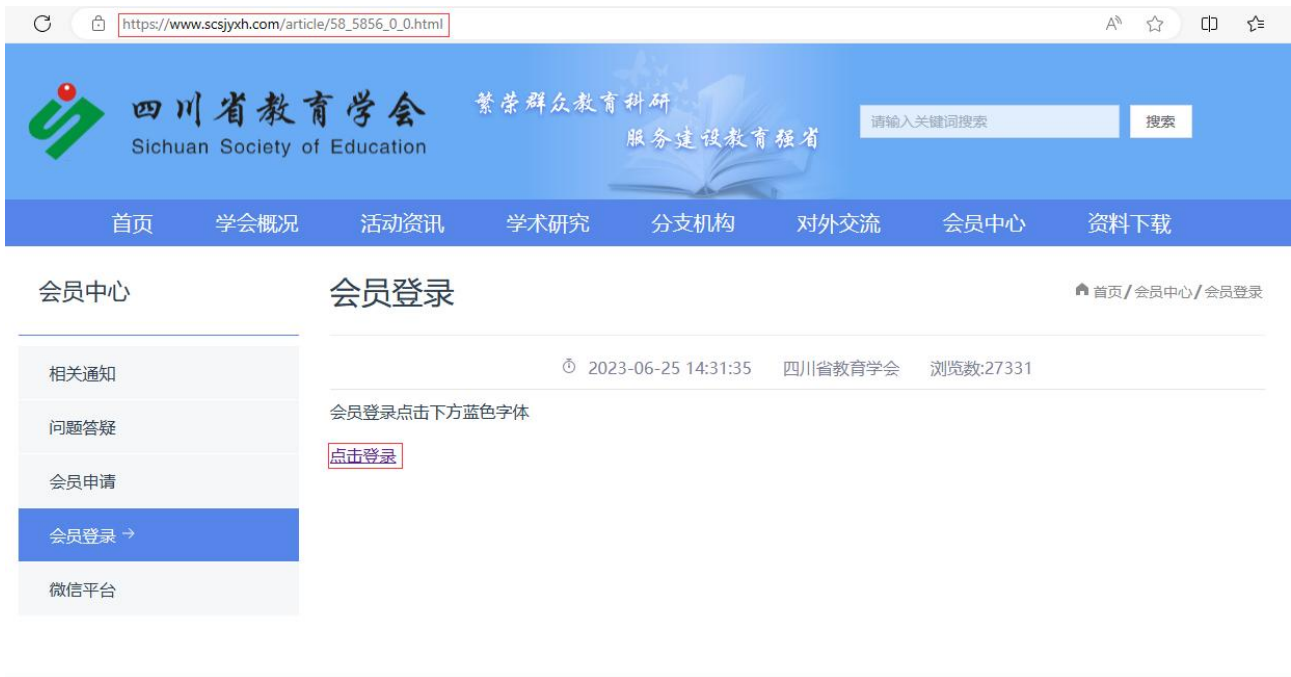 https://www.scsjyxh.com/article/58_5856_0_0.html
四川省教育学会
Sichuan Society of Education
繁荣群众教育科研
服务建设教育强省
请输入关键词搜索 搜索
首页 学会概况 活动资讯 学术研究 分支机构 对外交流 会员中心 资料下载
会员中心
会员登录
首页/会员中心/会员登录
相关通知
问题答疑
会员申请
会员登录→
微信平台
2023-06-25 14:31:35 四川省教育学会 浏览数:27331
会员登录点击下方蓝色字体
点击登录